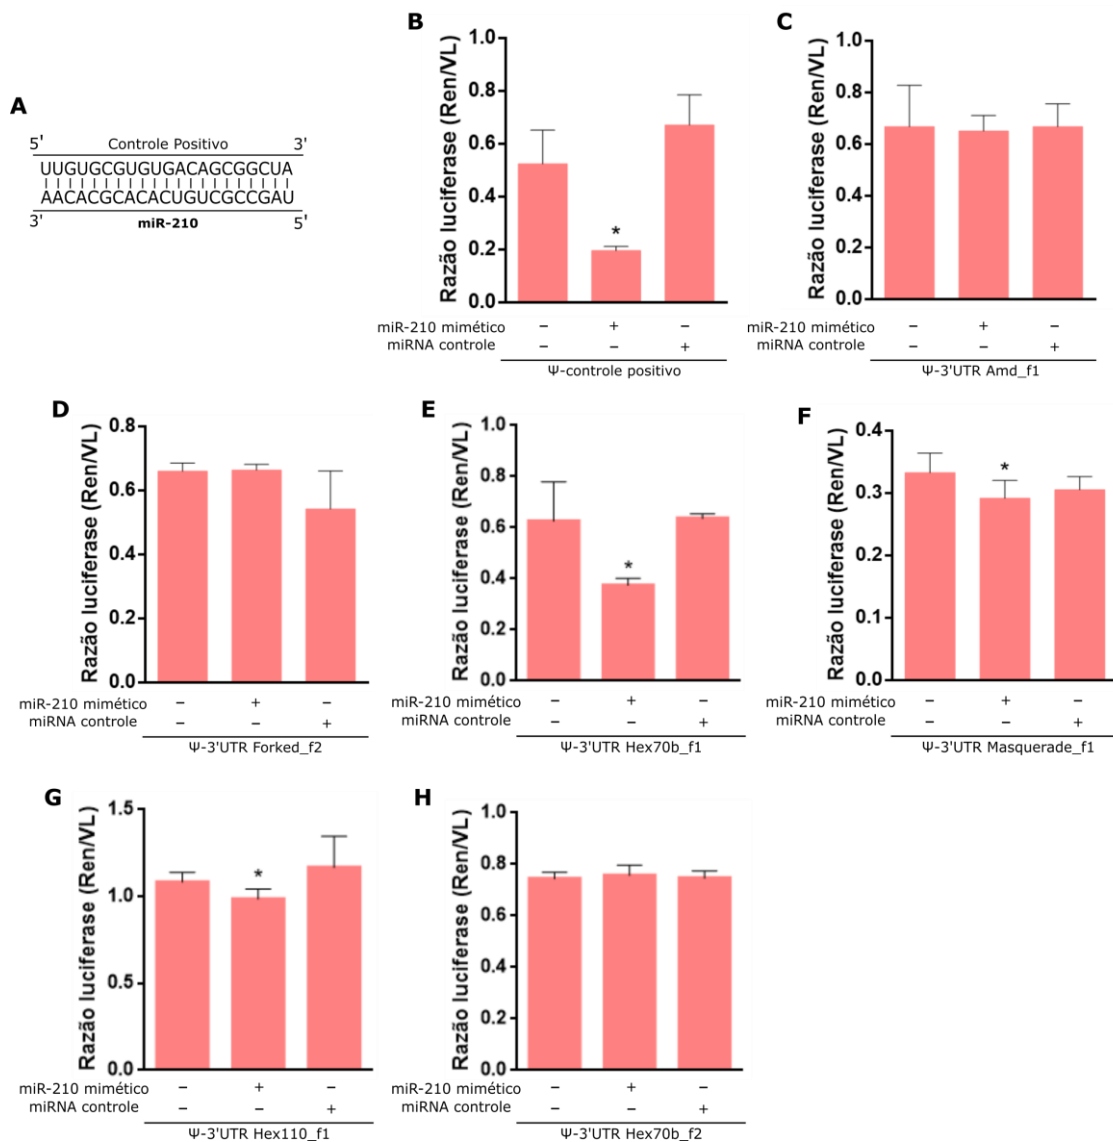 A
5' Controle Positivo 3'
UUGUGCGUGUGACAGCGGCUA
AACACGCACACUGUCGCCGAU
3' miR-210 5'
B
Razão luciferase (Ren/VL)
1.0
0.8
0.6
0.4
0.2
0.0
*
miR-210 mimético − + −
miRNA controle − − +
Ψ-controle positivo
C
Razão luciferase (Ren/VL)
1.0
0.8
0.6
0.4
0.2
0.0
miR-210 mimético − + −
miRNA controle − − +
Ψ-3'UTR Amd_f1
D
Razão luciferase (Ren/VL)
0.8
0.6
0.4
0.2
0.0
miR-210 mimético − + −
miRNA controle − − +
Ψ-3'UTR Forked_f2
E
Razão luciferase (Ren/VL)
1.0
0.8
0.6
0.4
0.2
0.0
*
miR-210 mimético − + −
miRNA controle − − +
Ψ-3'UTR Hex70b_f1
F
Razão luciferase (Ren/VL)
0.4
0.3
0.3
0.1
0.0
*
miR-210 mimético − + −
miRNA controle − − +
Ψ-3'UTR Masquerade_f1
G
Razão luciferase (Ren/VL)
1.5
1.0
0.5
0.0
*
miR-210 mimético − + −
miRNA controle − − +
Ψ-3'UTR Hex110_f1
H
Razão luciferase (Ren/VL)
1.0
0.8
0.6
0.4
0.2
0.0
miR-210 mimético − + −
miRNA controle − − +
Ψ-3'UTR Hex70b_f2